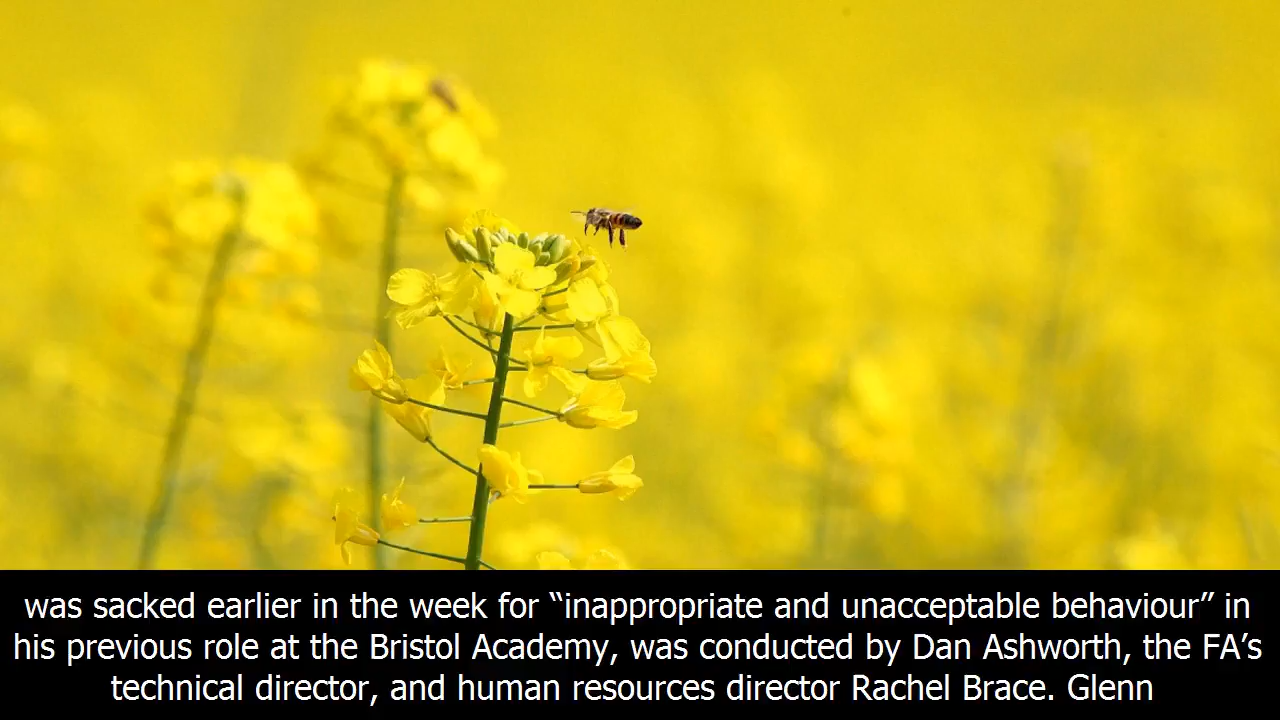 was sacked earlier in the week for “inappropriate and unacceptable behaviour” in
his previous role at the Bristol Academy, was conducted by Dan Ashworth, the FA’s
technical director, and human resources director Rachel Brace. Glenn